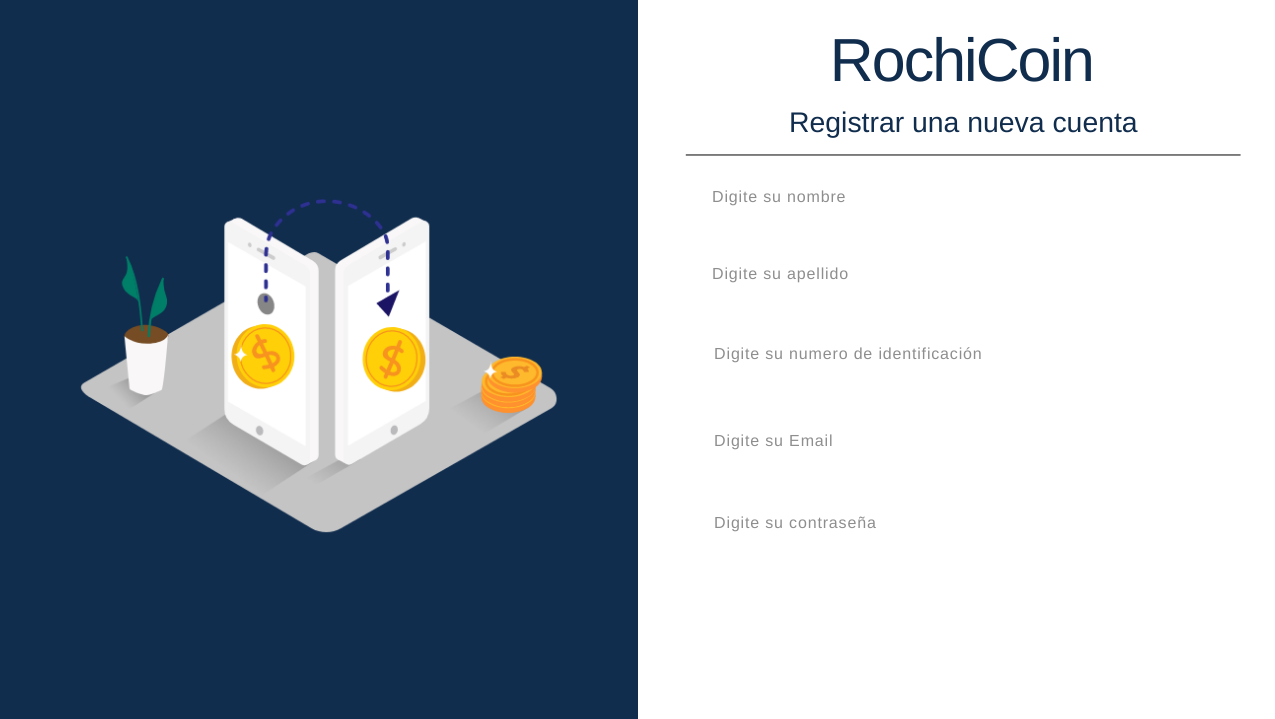 RochiCoin
Registrar una nueva cuenta
Digite su nombre
Digite su apellido
Digite su numero de identificación
Digite su Email
Digite su contraseña